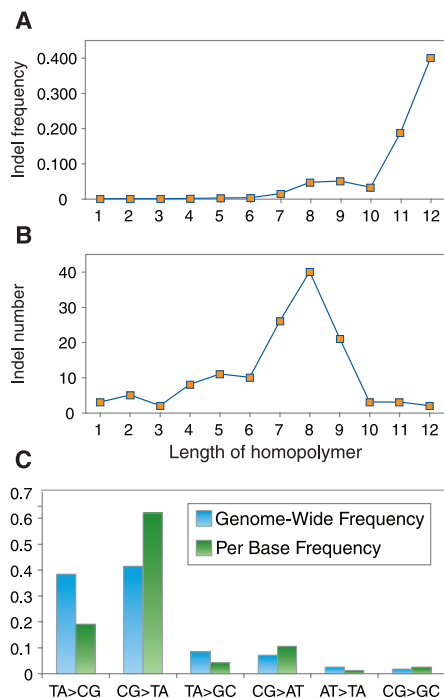 A
Indel frequency
0.400
0.300
0.200
0.100
0
1 2 3 4 5 6 7 8 9 10 11 12
B
Indel number
40
30
20
10
0
1 2 3 4 5 6 7 8 9 10 11 12
Length of homopolymer
C
0.7
0.6
0.5
0.4
0.3
0.2
0.1
0
Genome-Wide Frequency
Per Base Frequency
TA>CG CG>TA TA>GC CG>AT AT>TA CG>GC